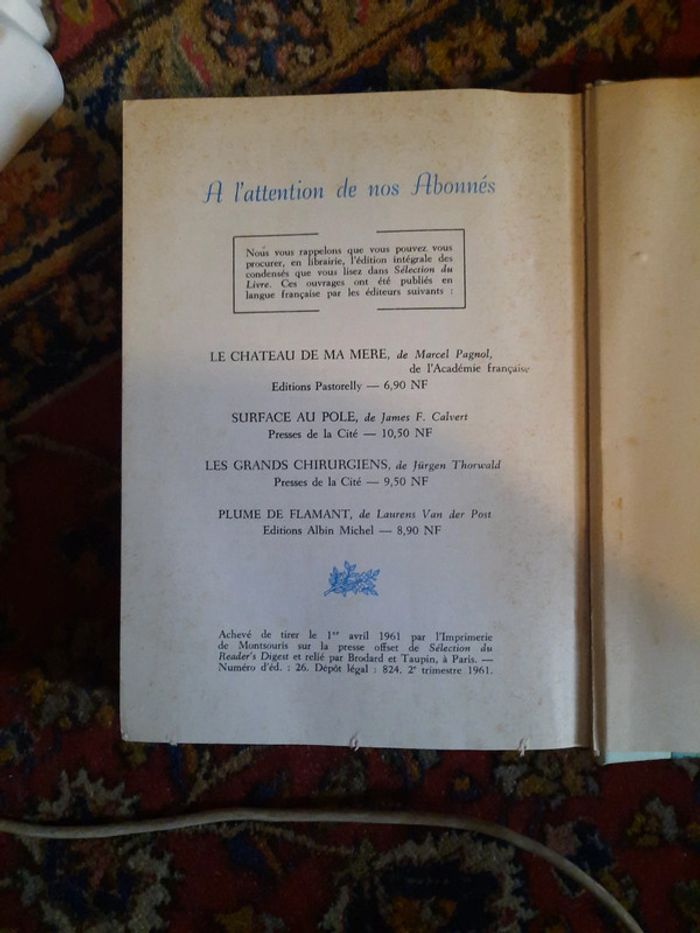 A l'attention de nos Abonnés
Nous vous rappelons que vous pouvez vous
procurer, en librairie, l'édition intégrale des
condensés que vous lisez dans Sélection du
Livre. Ces ouvrages ont été publiés en
langue française par les éditeurs suivants :
LE CHATEAU DE MA MERE, de Marcel Pagnol,
de l'Académie française
Editions Pastorelly — 6,90 NF
SURFACE AU POLE, de James F. Calvert
Presses de la Cité — 10,50 NF
LES GRANDS CHIRURGIENS, de Jürgen Thorwald
Presses de la Cité — 9,50 NF
PLUME DE FLAMANT, de Laurens Van der Post
Editions Albin Michel — 8,90 NF
Achevé de tirer le 1er avril 1961 par l'Imprimerie
de Montsouris sur la presse offset de Sélection du
Reader's Digest et relié par Brodard et Taupin, à Paris. —
Numéro d'éd. : 26. Dépôt légal : 824. 2e trimestre 1961.